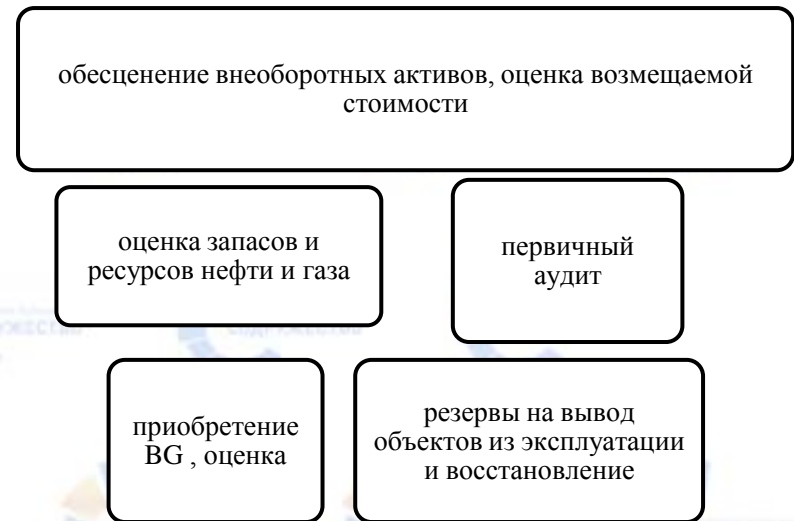 обесценение внеоборотных активов, оценка возмещаемой
стоимости
оценка запасов и
ресурсов нефти и газа
первичный
аудит
приобретение
BG , оценка
резервы на вывод
объектов из эксплуатации
и восстановление